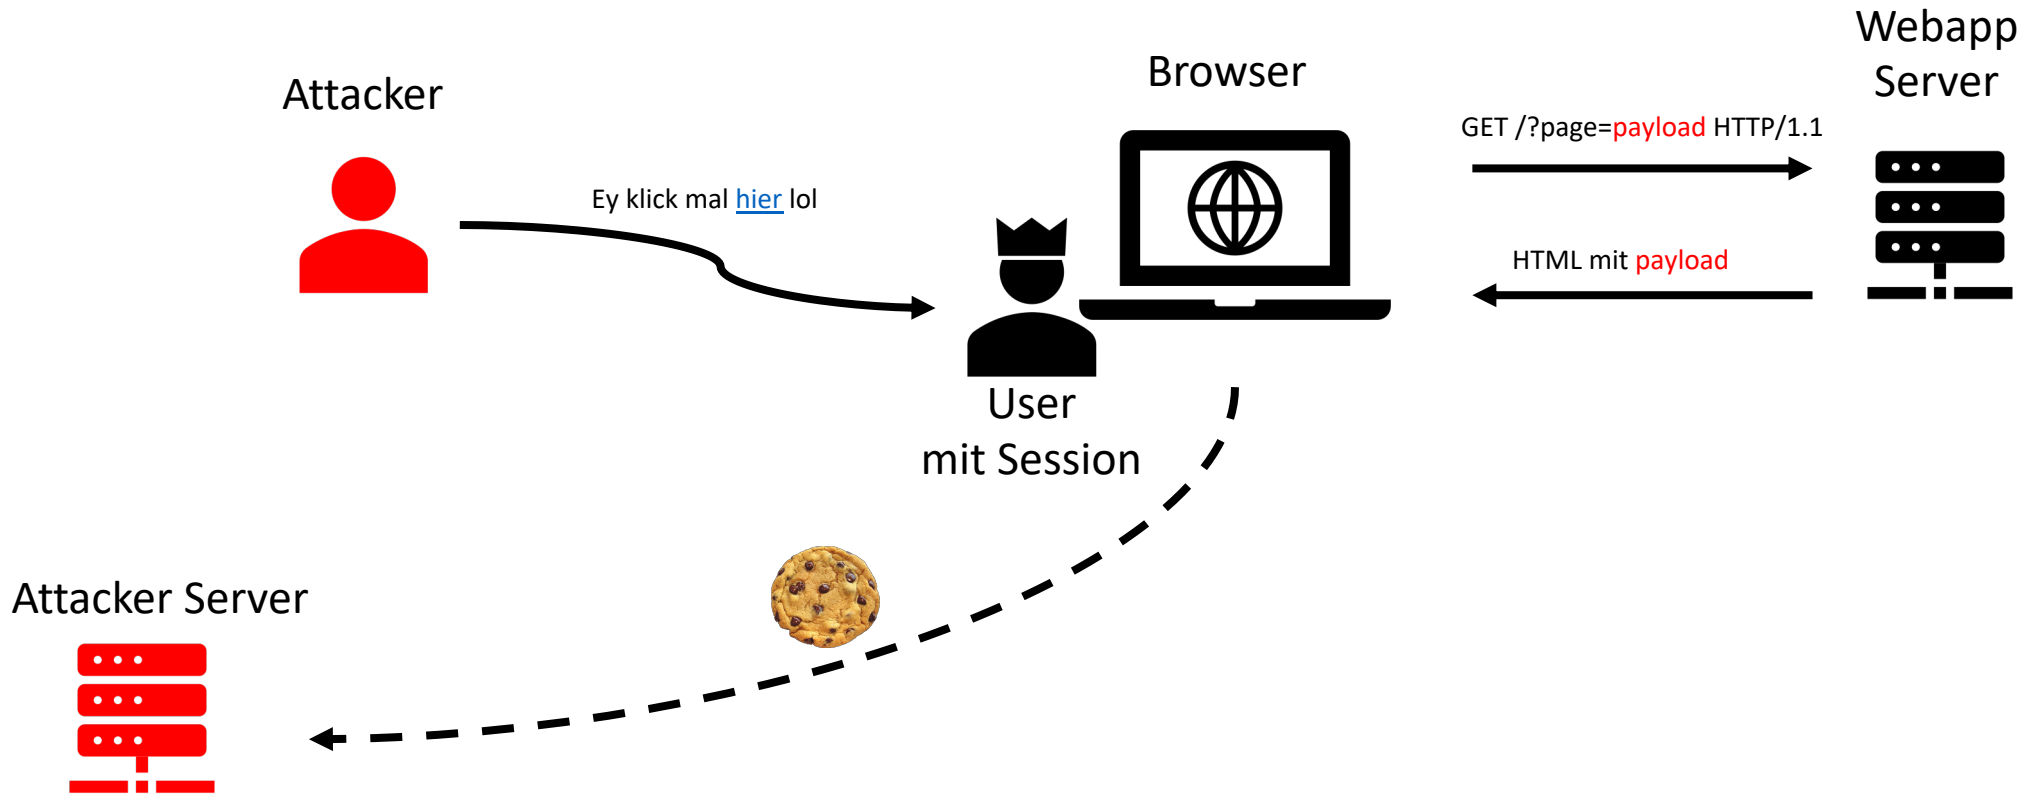 Attacker
Ey klick mal hier lol
Browser
User
mit Session
GET /?page=payload HTTP/1.1
HTML mit payload
Webapp
Server
Attacker Server